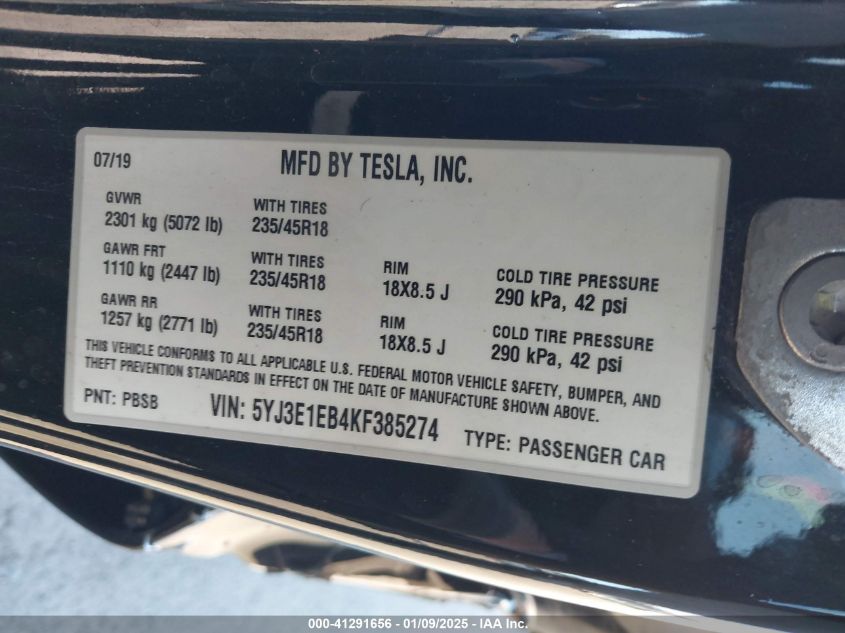 07/19
MFD BY TESLA, INC.
GVWR
2301 kg (5072 lb)
WITH TIRES
235/45R18
GAWR FRT
1110 kg (2447 lb)
WITH TIRES
235/45R18
RIM
18X8.5 J
COLD TIRE PRESSURE
290 kPa, 42 psi
GAWR RR
1257 kg (2771 lb)
WITH TIRES
235/45R18
RIM
18X8.5 J
COLD TIRE PRESSURE
290 kPa, 42 psi
THIS VEHICLE CONFORMS TO ALL APPLICABLE U.S. FEDERAL MOTOR VEHICLE SAFETY, BUMPER, AND
THEFT PREVENTION STANDARDS IN EFFECT ON THE DATE OF MANUFACTURE SHOWN ABOVE.
PNT: PBSB
VIN: 5YJ3E1EB4KF385274
TYPE: PASSENGER CAR
000-41291656 - 01/09/2025 - IAA Inc.